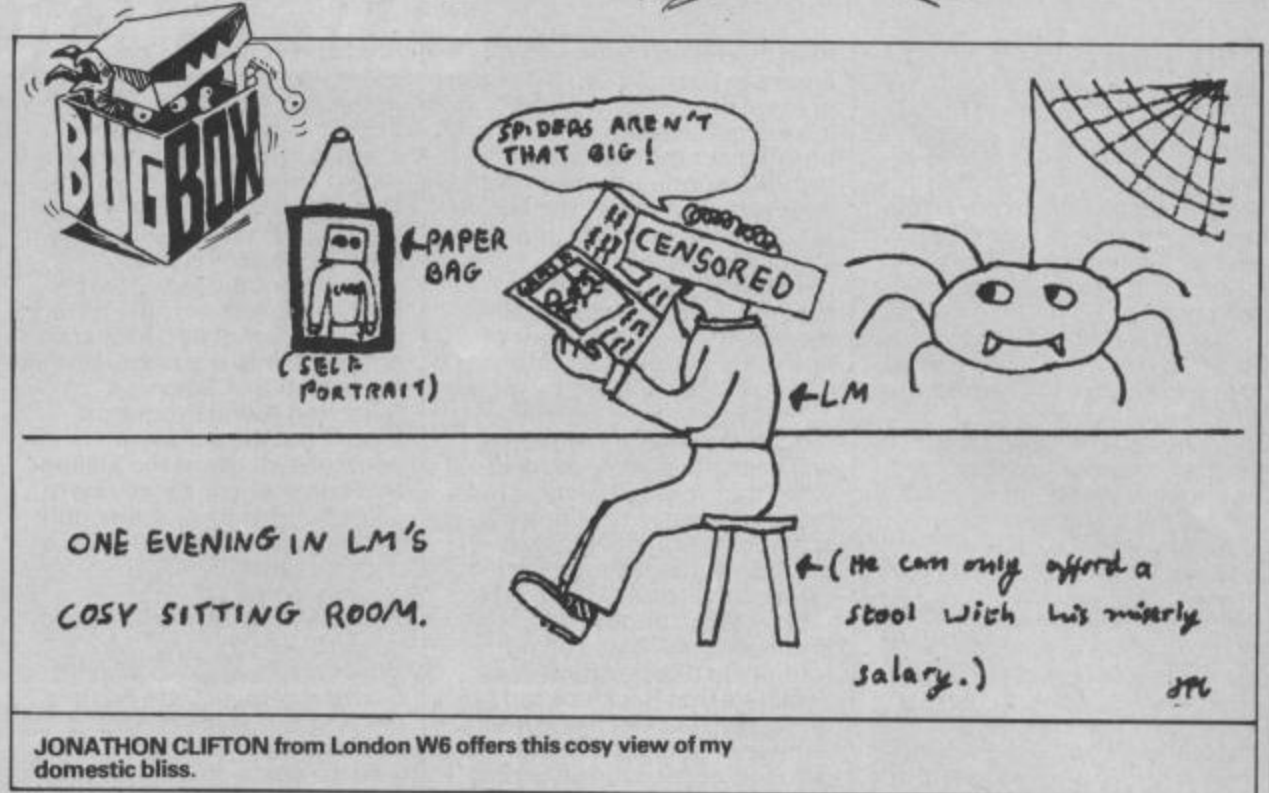 BUGBOX
SPIDERS AREN'T
THAT BIG!
CENSORED
PAPER
BAG
(SELF
PORTRAIT)
LM
ONE EVENING IN LM'S
COSY SITTING ROOM.
(He can only afford a
stool with his miserly
salary.)
JONATHON CLIFTON from London W6 offers this cosy view of my
domestic bliss.